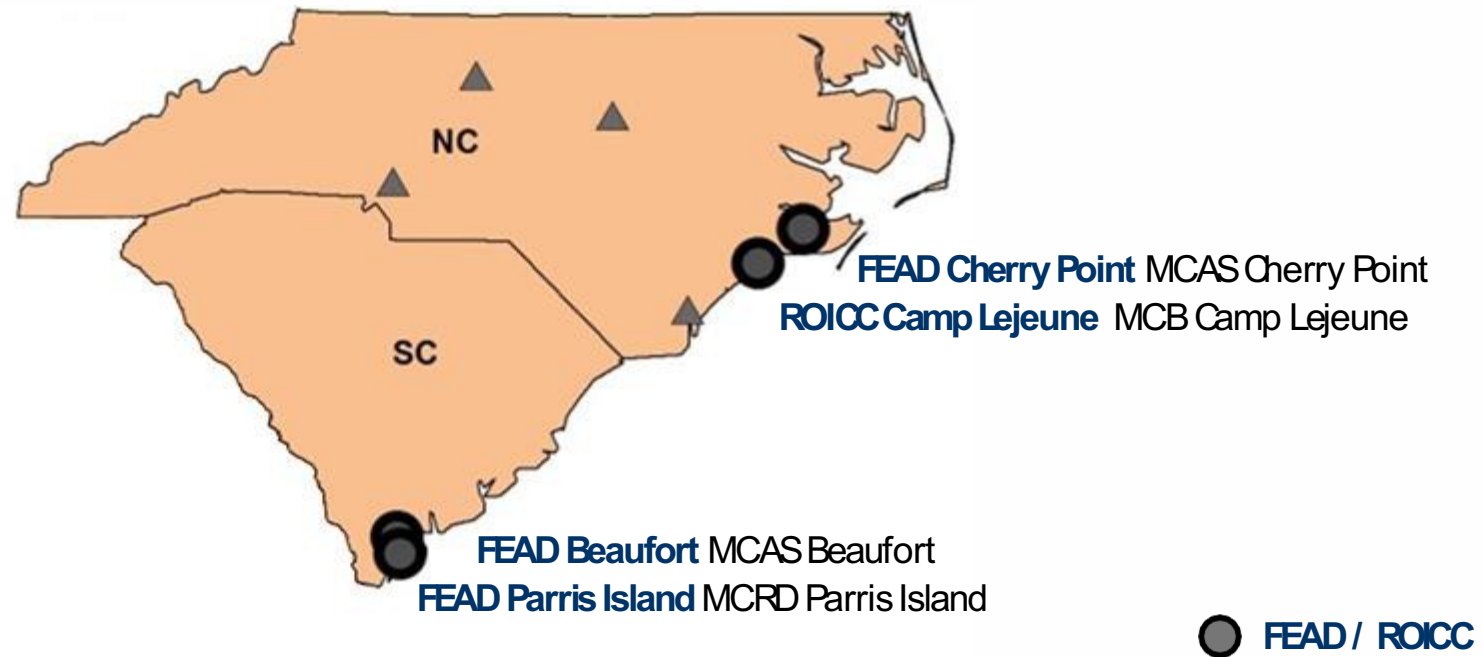 NC
FEAD Cherry Point MCAS Cherry Point
ROICC Camp Lejeune MCB Camp Lejeune
SC
FEAD Beaufort MCAS Beaufort
FEAD Parris Island MCRD Parris Island
FEAD / ROICC